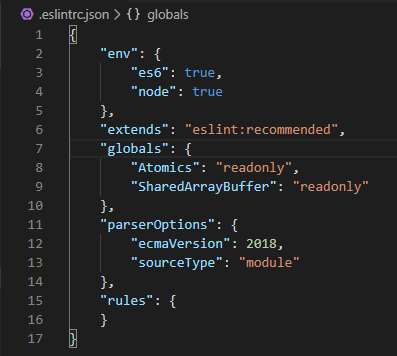 .eslintrc.json > {} globals
1 {
2     "env": {
3         "es6": true,
4         "node": true
5     },
6     "extends": "eslint:recommended",
7     "globals": {
8         "Atomics": "readonly",
9         "SharedArrayBuffer": "readonly"
10     },
11     "parserOptions": {
12         "ecmaVersion": 2018,
13         "sourceType": "module"
14     },
15     "rules": {
16     }
17 }